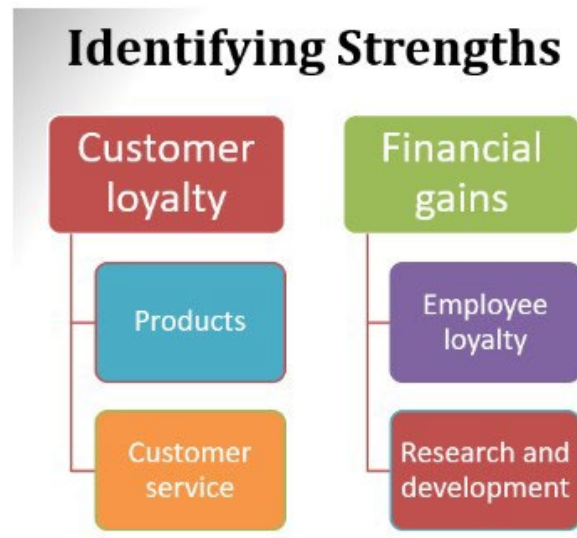 Identifying Strengths
Customer
loyalty
Products
Customer
service
Financial
gains
Employee
loyalty
Research and
development